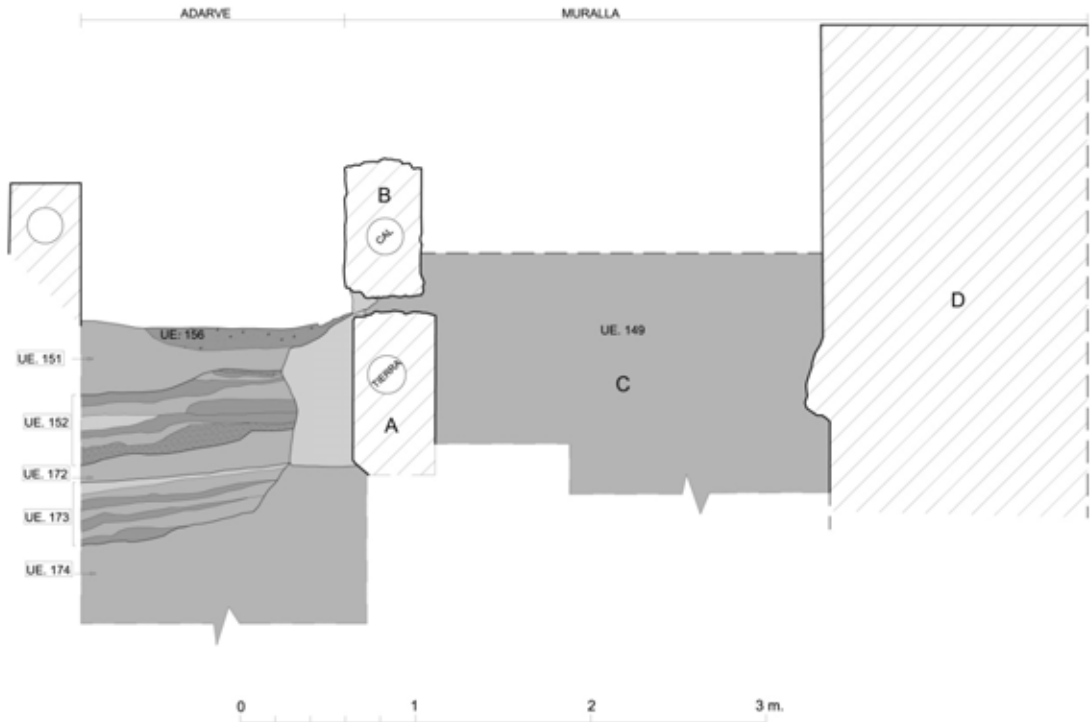 ADARVE MURALLA
B
CAL
D
UE: 156
UE. 149
UE. 151
TIERRA
C
UE. 152
A
UE. 172
UE. 173
UE. 174
0 1 2 3 m.